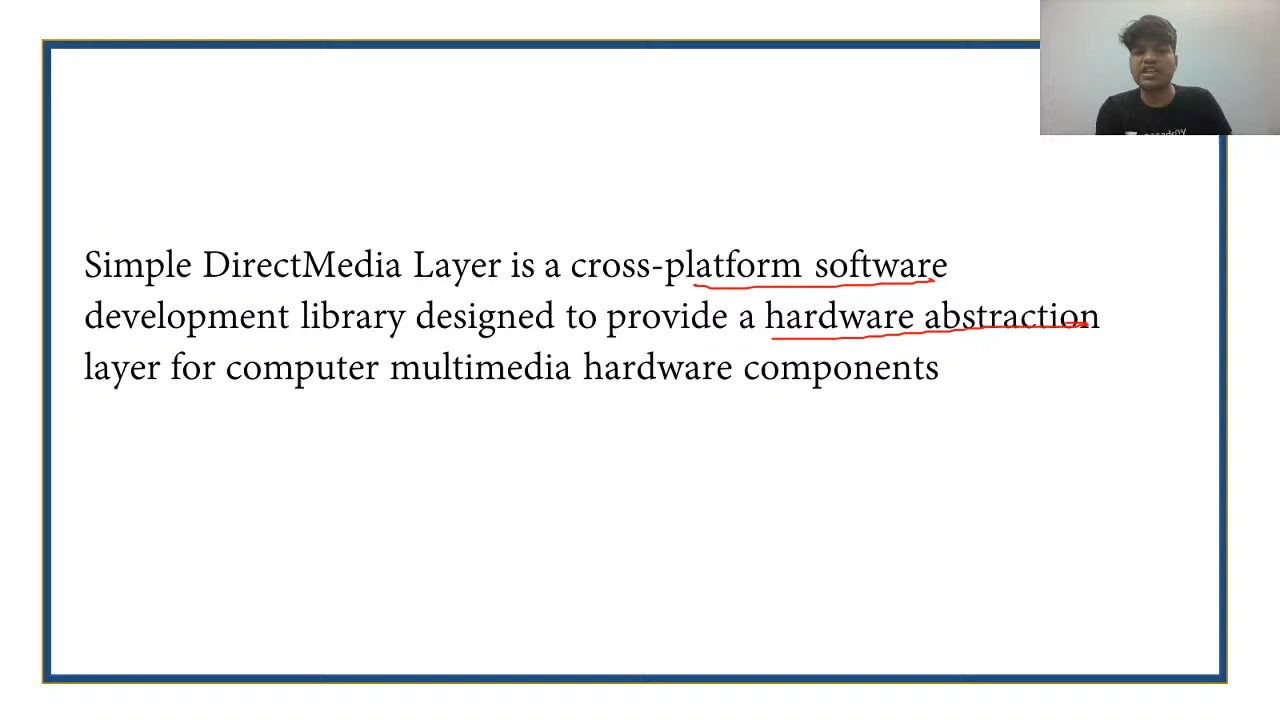 Simple DirectMedia Layer is a cross-platform software
development library designed to provide a hardware abstraction
layer for computer multimedia hardware components